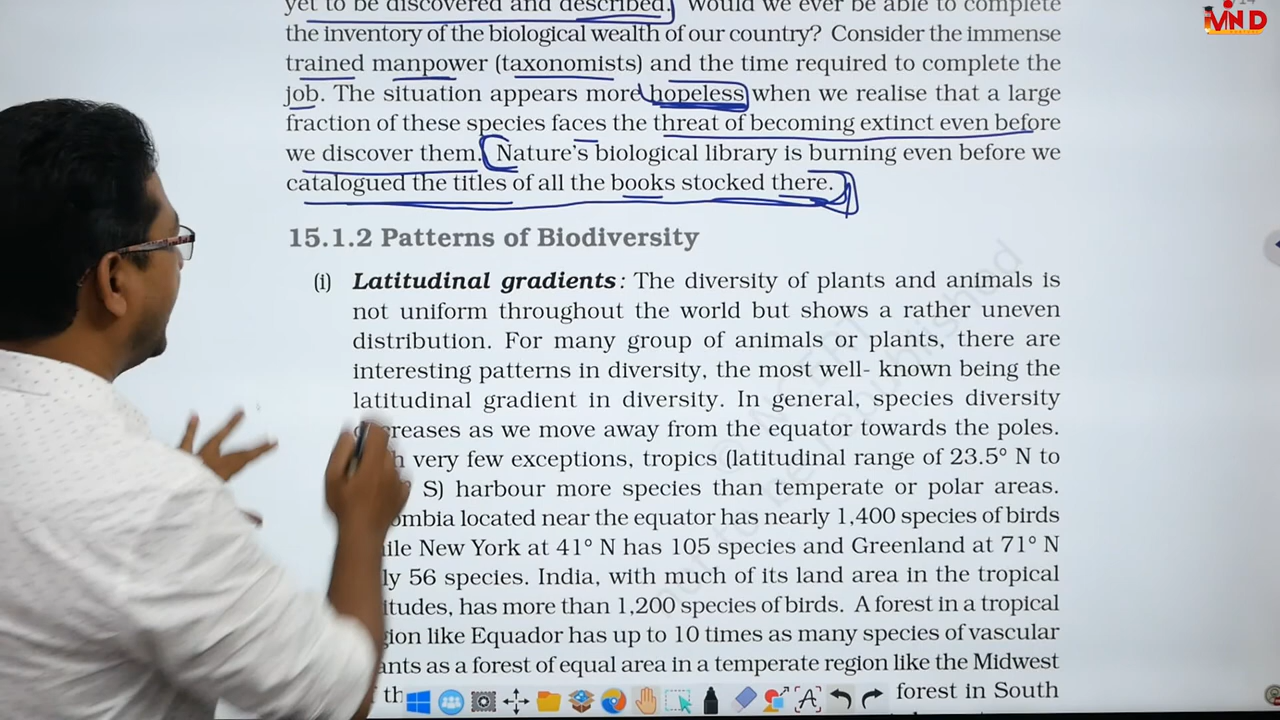 yet to be discovered and described. Would we ever be able to complete
the inventory of the biological wealth of our country? Consider the immense
trained manpower (taxonomists) and the time required to complete the
job. The situation appears more hopeless when we realise that a large
fraction of these species faces the threat of becoming extinct even before
we discover them. Nature's biological library is burning even before we
catalogued the titles of all the books stocked there.
15.1.2 Patterns of Biodiversity
(i) Latitudinal gradients: The diversity of plants and animals is
not uniform throughout the world but shows a rather uneven
distribution. For many group of animals or plants, there are
interesting patterns in diversity, the most well- known being the
latitudinal gradient in diversity. In general, species diversity
creases as we move away from the equator towards the poles.
h very few exceptions, tropics (latitudinal range of 23.5° N to
S) harbour more species than temperate or polar areas.
ombia located near the equator has nearly 1,400 species of birds
ile New York at 41° N has 105 species and Greenland at 71° N
ly 56 species. India, with much of its land area in the tropical
itudes, has more than 1,200 species of birds. A forest in a tropical
gion like Equador has up to 10 times as many species of vascular
ants as a forest of equal area in a temperate region like the Midwest
th forest in South
not to be republished
VIND